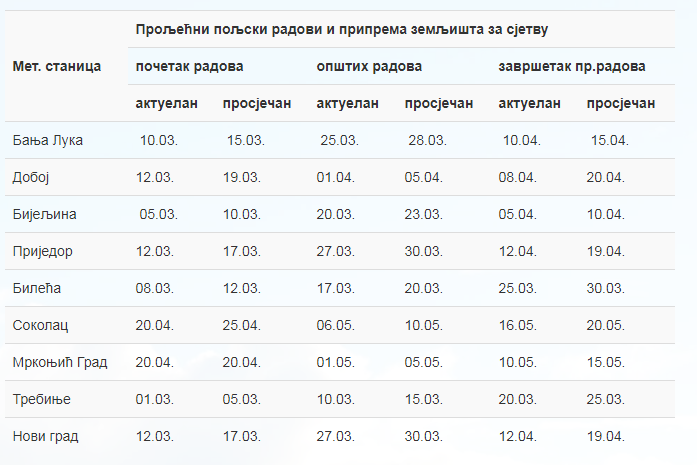 Прољећни пољски радови и припрема земљишта за сјетву
Мет. станица почетак радова општих радова завршетак пр.радова
актуелан просјечан актуелан просјечан актуелан просјечан
Бања Лука 10.03. 15.03. 25.03. 28.03. 10.04. 15.04.
Добој 12.03. 19.03. 01.04. 05.04. 08.04. 20.04.
Бијељина 05.03. 10.03. 20.03. 23.03. 05.04. 10.04.
Приједор 12.03. 17.03. 27.03. 30.03. 12.04. 19.04.
Билећа 08.03. 12.03. 17.03. 20.03. 25.03. 30.03.
Соколац 20.04. 25.04. 06.05. 10.05. 16.05. 20.05.
Мркоњић Град 20.04. 20.04. 01.05. 05.05. 10.05. 15.05.
Требиње 01.03. 05.03. 10.03. 15.03. 20.03. 25.03.
Нови град 12.03. 17.03. 27.03. 30.03. 12.04. 19.04.